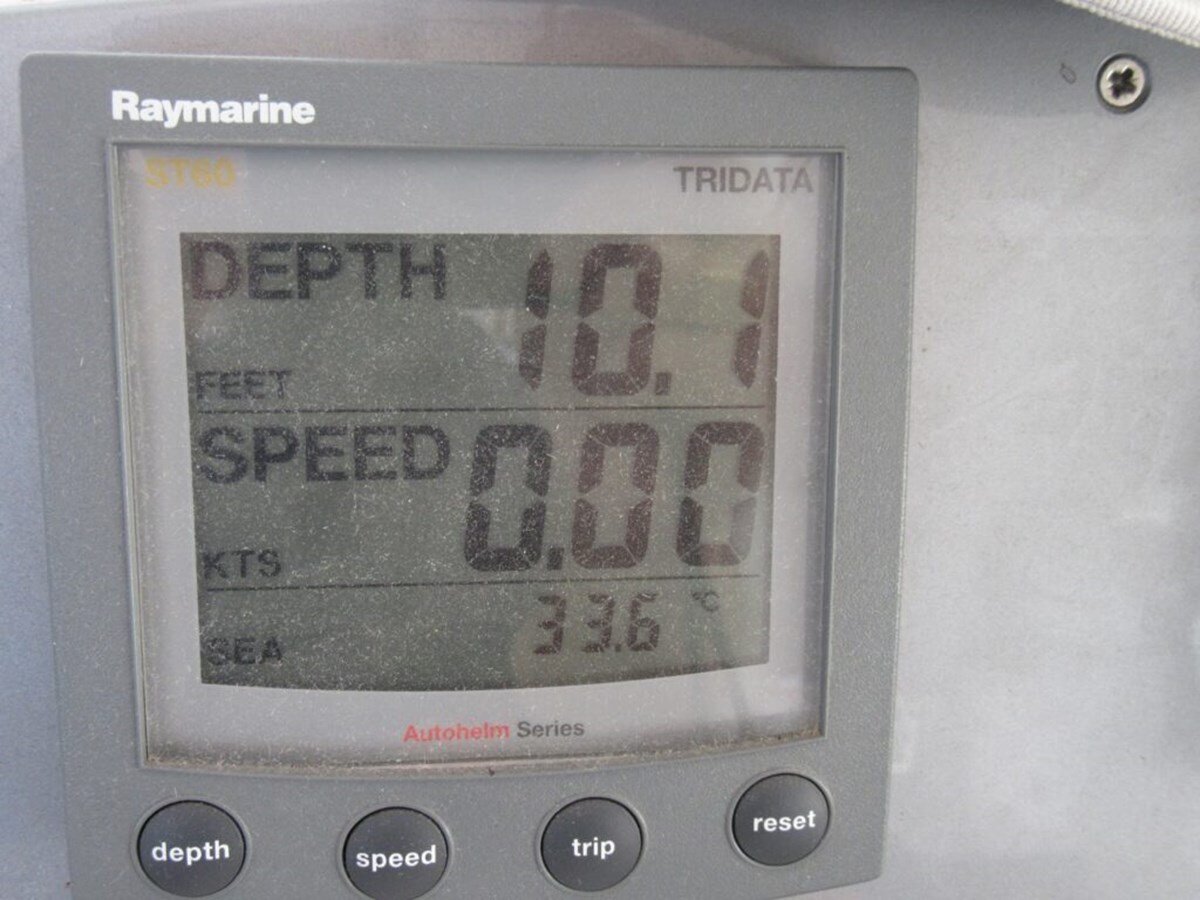 Raymarine
ST60 TRIDATA
DEPTH 10.1
FEET
SPEED 0.00
KTS
SEA 33.6 °C
Autohelm Series
depth speed trip reset